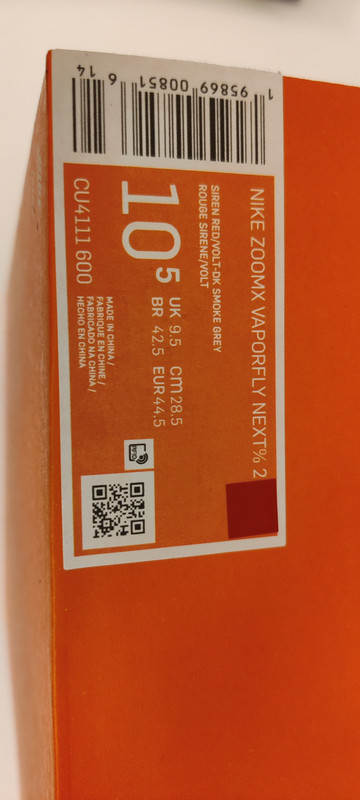 NIKE ZOOMX VAPORFLY NEXT% 2
SIREN RED/VOLT-DK SMOKE GREY
ROUGE SIRENE/VOLT
10.5
UK 9.5 cm 28.5
BR 42.5 EUR 44.5
CU4111 600
MADE IN CHINA /
FABRIQUE EN CHINE /
FABRICADO NA CHINA /
HECHO EN CHINA
RFID
1 95869 00851 6 14